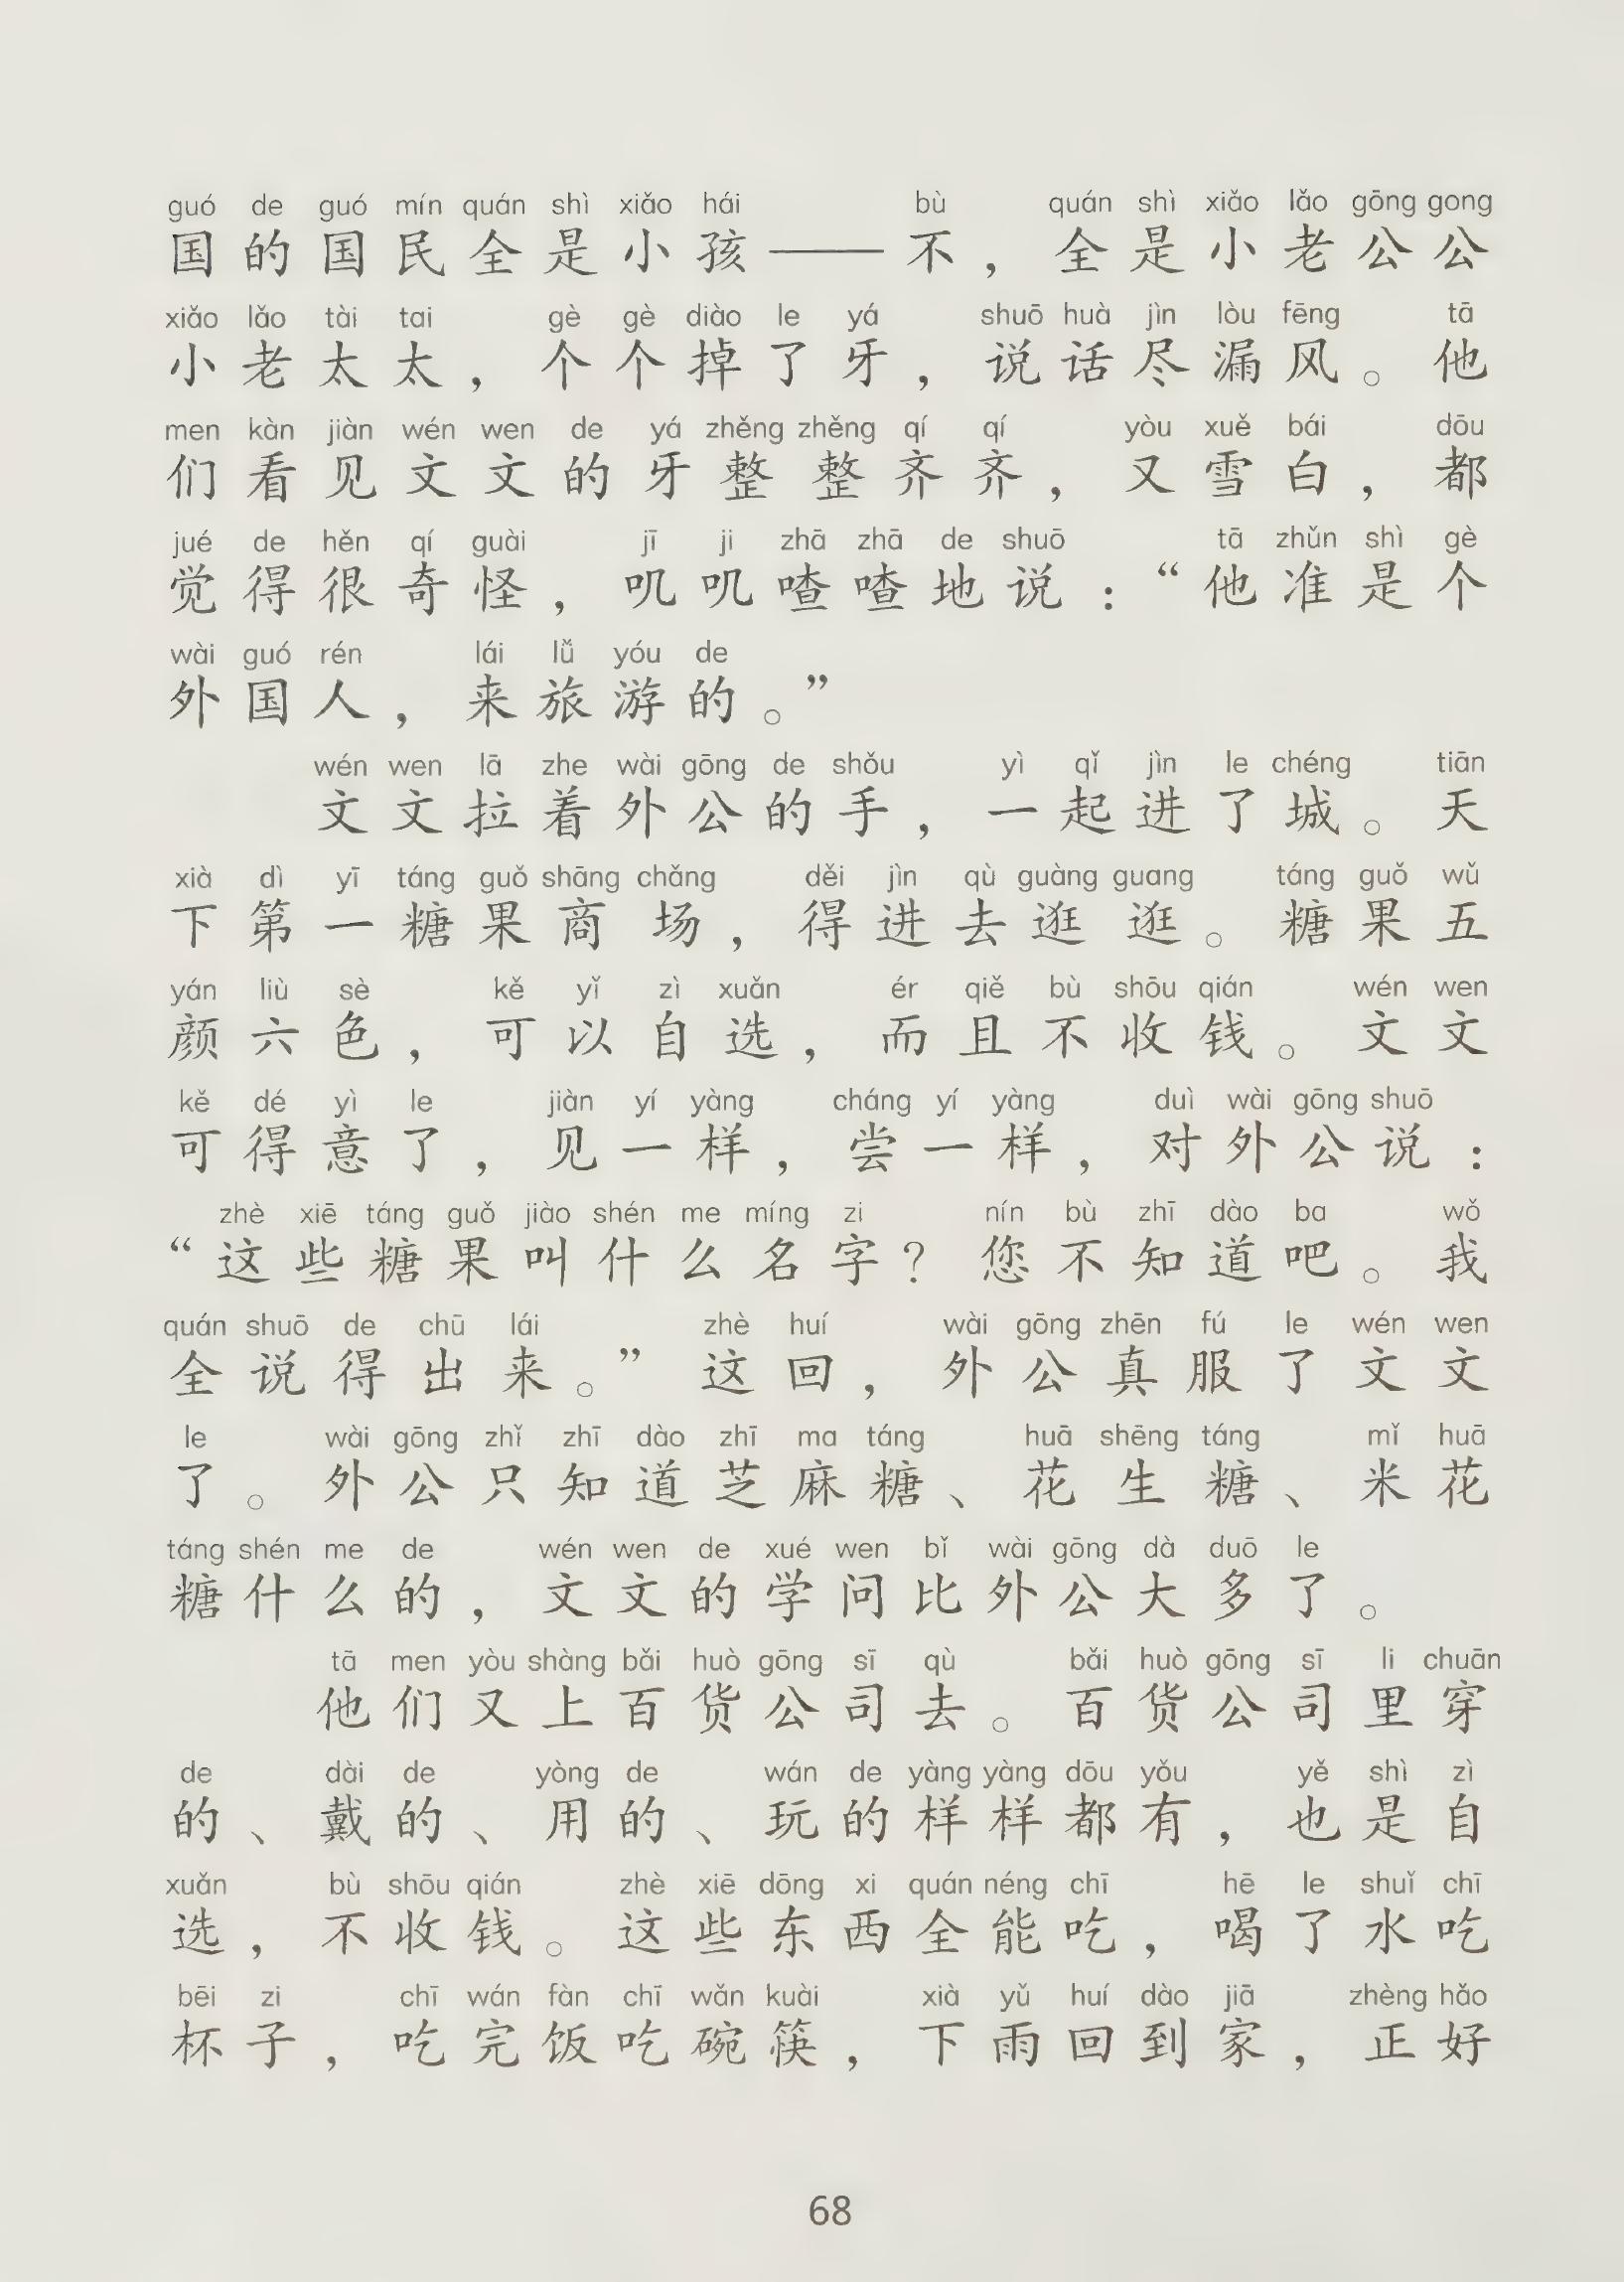 guó de guó mín quán shì xiǎo hái bù quán shì xiǎo lǎo gōng gong
国的国民全是小孩——不，全是小老公公
xiǎo lǎo tài tai gè gè diào le yá shuō huà jìn lòu fēng tā
小老太太，个个掉了牙，说话尽漏风。他
men kàn jiàn wén wen de yá zhěng zhěng qí qí yòu xuě bái dōu
们看见文文的牙整整齐齐，又雪白，都
jué de hěn qí guài jī ji zhā zhā de shuō tā zhǔn shì gè
觉得很奇怪，叽叽喳喳地说：“他准是个
wài guó rén lái lǚ yóu de
外国人，来旅游的。”
wén wen lā zhe wài gōng de shǒu yì qǐ jìn le chéng tiān
文文拉着外公的手，一起进了城。天
xià dì yī táng guǒ shāng chǎng děi jìn qù guàng guang táng guǒ wǔ
下第一糖果商场，得进去逛逛。糖果五
yán liù sè kě yǐ zì xuǎn ér qiě bù shōu qián wén wen
颜六色，可以自选，而且不收钱。文文
kě dé yì le jiàn yí yàng cháng yí yàng duì wài gōng shuō
可得意了，见一样，尝一样，对外公说：
zhè xiē táng guǒ jiào shén me míng zi nín bù zhī dào ba wǒ
“这些糖果叫什么名字？您不知道吧。我
quán shuō de chū lái zhè huí wài gōng zhēn fú le wén wen
全说得出来。”这回，外公真服了文文
le wài gōng zhǐ zhī dào zhī ma táng huā shēng táng mǐ huā
了。外公只知道芝麻糖、花生糖、米花
táng shén me de wén wen de xué wen bǐ wài gōng dà duō le
糖什么的，文文的学问比外公大多了。
tā men yòu shàng bǎi huò gōng sī qù bǎi huò gōng sī li chuān
他们又上百货公司去。百货公司里穿
de dài de yòng de wán de yàng yàng dōu yǒu yě shì zì
的、戴的、用的、玩的样样都有，也是自
xuǎn bù shōu qián zhè xiē dōng xi quán néng chī hē le shuǐ chī
选，不收钱。这些东西全能吃，喝了水吃
bēi zi chī wán fàn chī wǎn kuài xià yǔ huí dào jiā zhèng hǎo
杯子，吃完饭吃碗筷，下雨回到家，正好
68